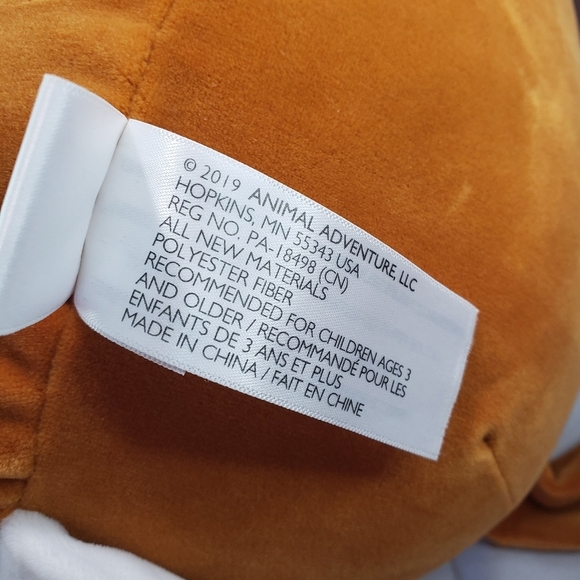 © 2019 ANIMAL ADVENTURE LLC
HOPKINS, MN 55343 USA
REG NO. PA-18498 (CN)
ALL NEW MATERIALS
POLYESTER FIBER
RECOMMENDED FOR CHILDREN AGES 3
AND OLDER / RECOMMANDÉ POUR LES
ENFANTS DE 3 ANS ET PLUS
MADE IN CHINA / FAIT EN CHINE